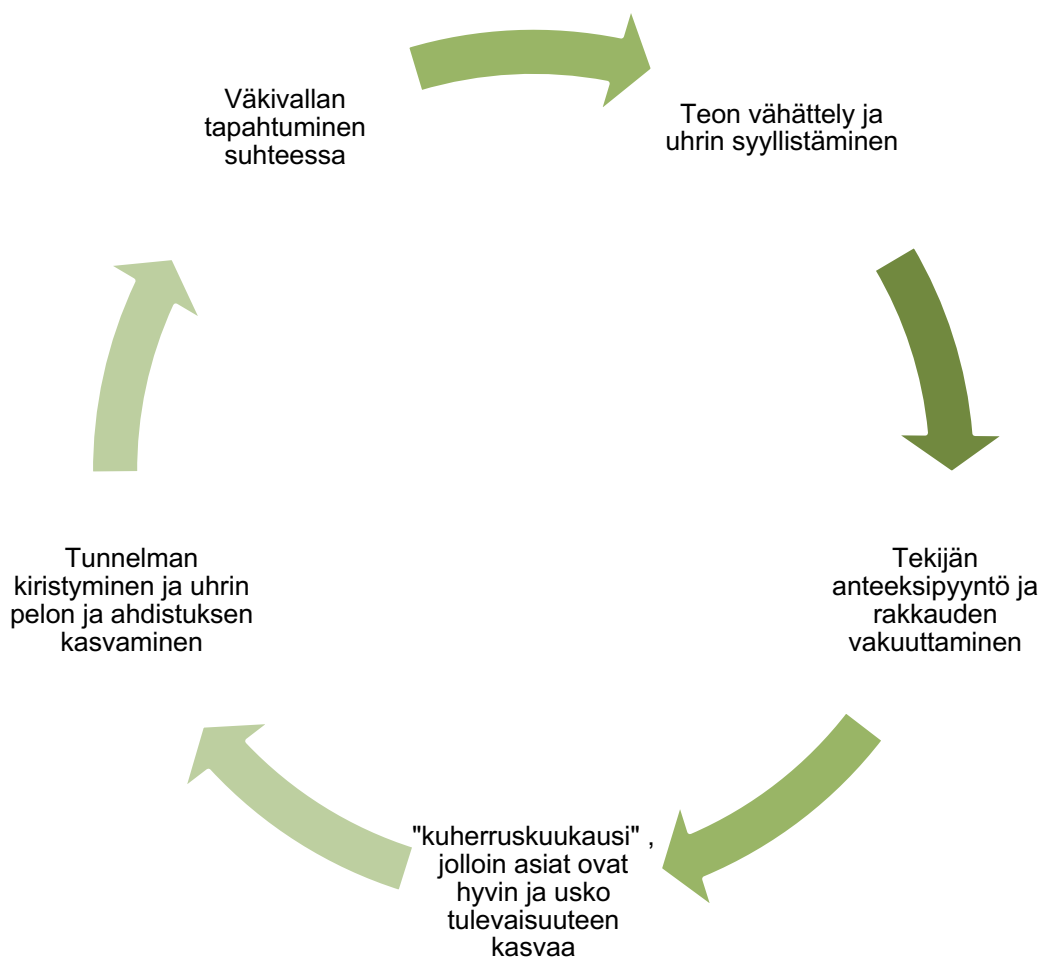 Väkivallan
tapahtuminen
suhteessa
Teon vähättely ja
uhrin syyllistäminen
Tekijän
anteeksipyyntö ja
rakkauden
vakuuttaminen
"kuherruskuukausi" ,
jolloin asiat ovat
hyvin ja usko
tulevaisuuteen
kasvaa
Tunnelman
kiristyminen ja uhrin
pelon ja ahdistuksen
kasvaminen